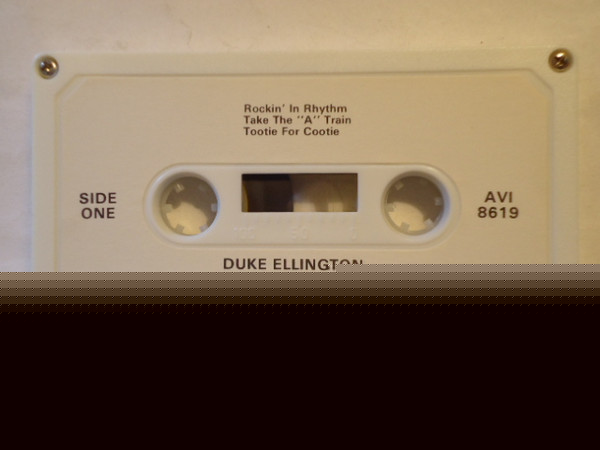 Rockin' In Rhythm
Take The "A" Train
Tootie For Cootie
SIDE
ONE
AVI
8619
DUKE ELLINGTON